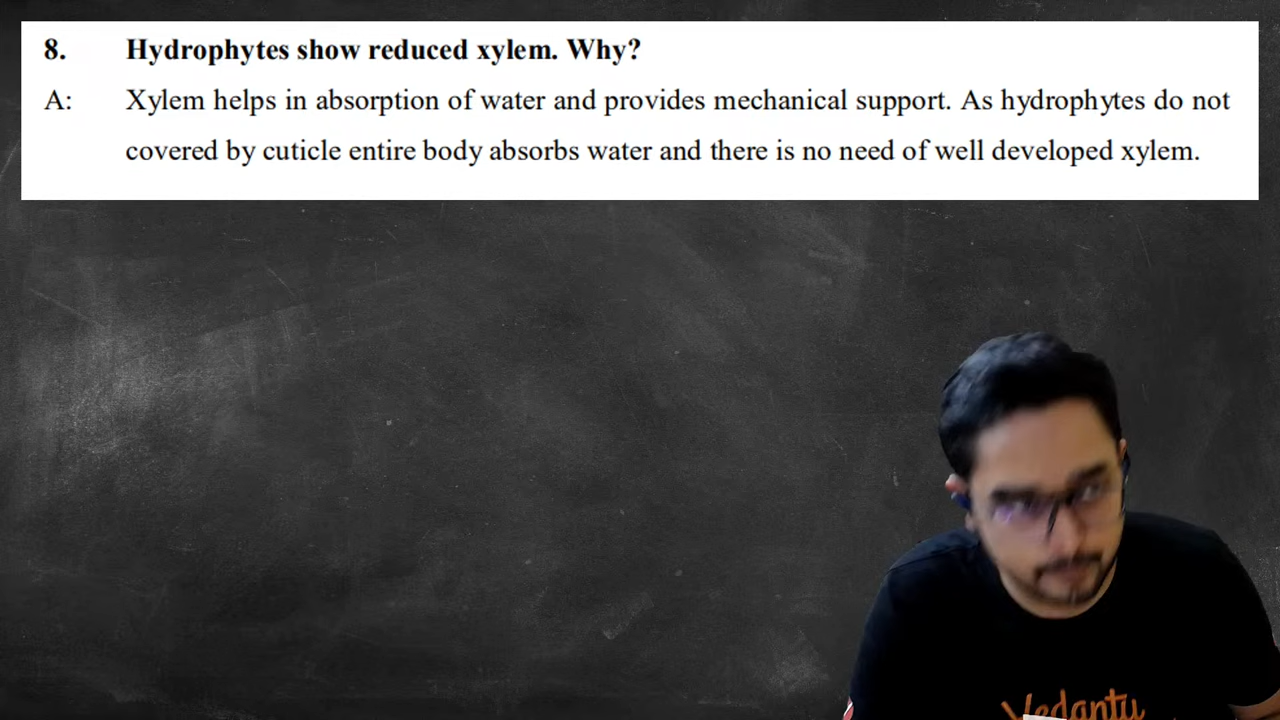 8. Hydrophytes show reduced xylem. Why?
A: Xylem helps in absorption of water and provides mechanical support. As hydrophytes do not
covered by cuticle entire body absorbs water and there is no need of well developed xylem.
Vedantu